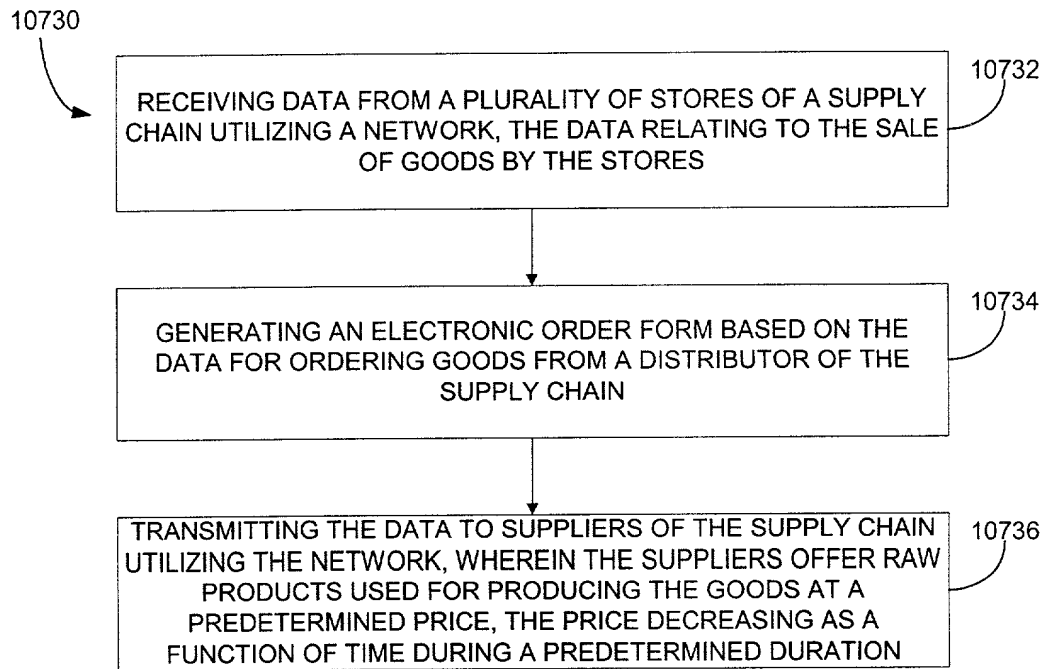 10730
10732
RECEIVING DATA FROM A PLURALITY OF STORES OF A SUPPLY
CHAIN UTILIZING A NETWORK, THE DATA RELATING TO THE SALE
OF GOODS BY THE STORES
10734
GENERATING AN ELECTRONIC ORDER FORM BASED ON THE
DATA FOR ORDERING GOODS FROM A DISTRIBUTOR OF THE
SUPPLY CHAIN
10736
TRANSMITTING THE DATA TO SUPPLIERS OF THE SUPPLY CHAIN
UTILIZING THE NETWORK, WHEREIN THE SUPPLIERS OFFER RAW
PRODUCTS USED FOR PRODUCING THE GOODS AT A
PREDETERMINED PRICE, THE PRICE DECREASING AS A
FUNCTION OF TIME DURING A PREDETERMINED DURATION